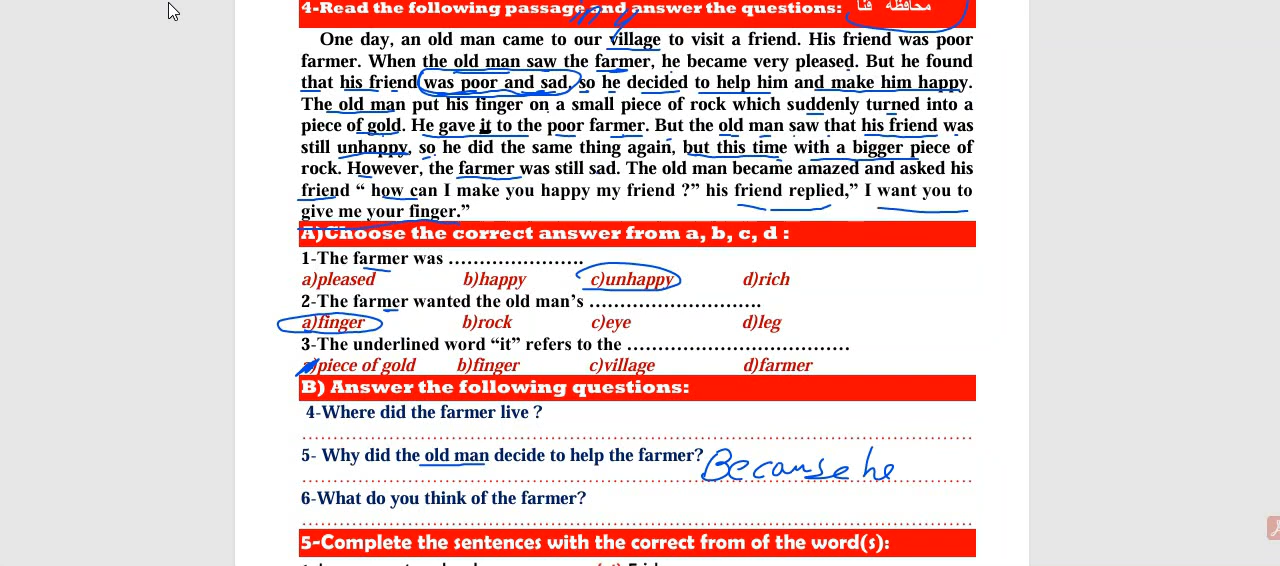 4-Read the following passage and answer the questions: محافظة قنا
my
One day, an old man came to our village to visit a friend. His friend was poor
farmer. When the old man saw the farmer, he became very pleased. But he found
that his friend was poor and sad, so he decided to help him and make him happy.
The old man put his finger on a small piece of rock which suddenly turned into a
piece of gold. He gave it to the poor farmer. But the old man saw that his friend was
still unhappy, so he did the same thing again, but this time with a bigger piece of
rock. However, the farmer was still sad. The old man became amazed and asked his
friend “ how can I make you happy my friend ?” his friend replied,” I want you to
give me your finger.”
A)Choose the correct answer from a, b, c, d :
1-The farmer was ………………….
a)pleased b)happy c)unhappy d)rich
2-The farmer wanted the old man’s ……………………….
a)finger b)rock c)eye d)leg
3-The underlined word “it” refers to the ………………………………
a)piece of gold b)finger c)village d)farmer
B) Answer the following questions:
4-Where did the farmer live ?
5- Why did the old man decide to help the farmer? Because he
6-What do you think of the farmer?
5-Complete the sentences with the correct from of the word(s):